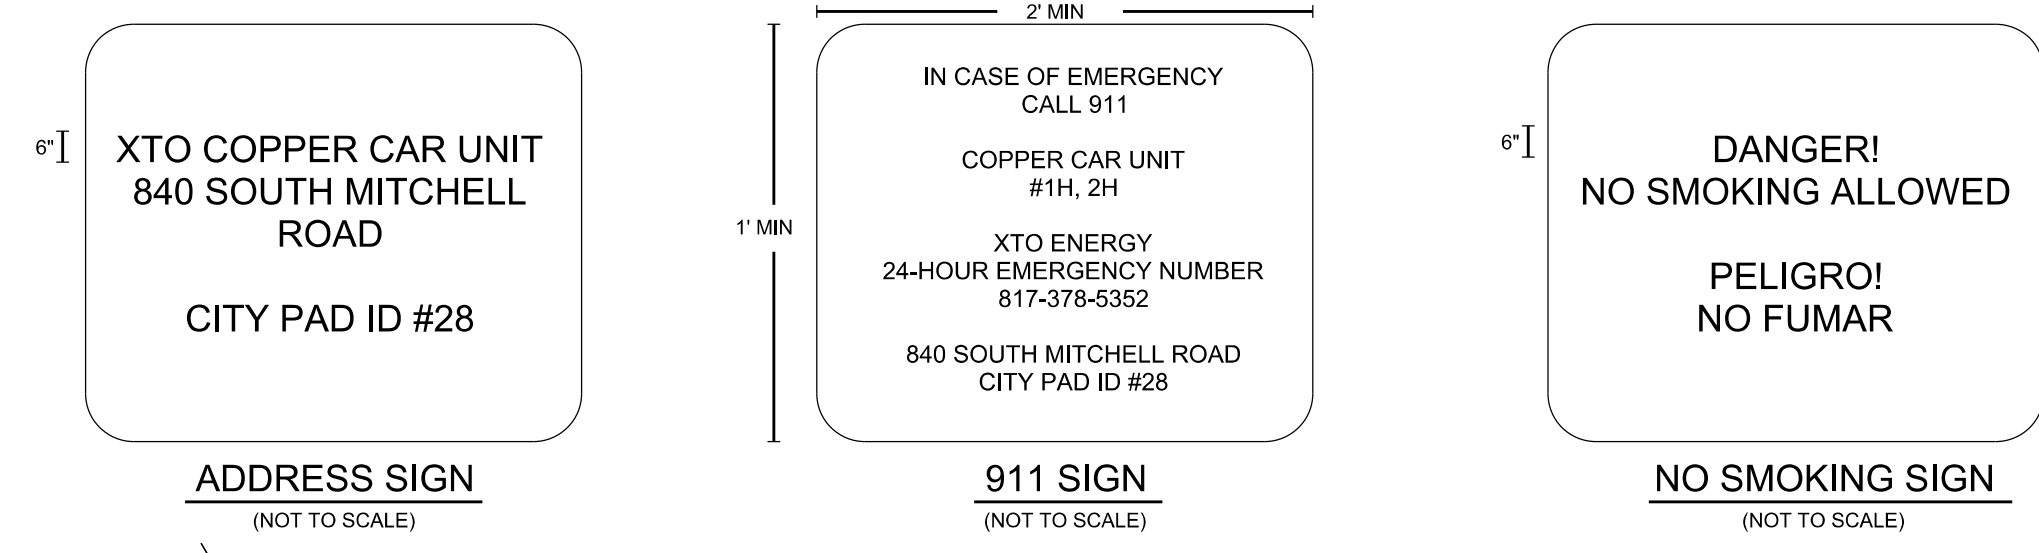 6"
XTO COPPER CAR UNIT
840 SOUTH MITCHELL
ROAD
CITY PAD ID #28
ADDRESS SIGN
(NOT TO SCALE)
2' MIN
1' MIN
IN CASE OF EMERGENCY
CALL 911
COPPER CAR UNIT
#1H, 2H
XTO ENERGY
24-HOUR EMERGENCY NUMBER
817-378-5352
840 SOUTH MITCHELL ROAD
CITY PAD ID #28
911 SIGN
(NOT TO SCALE)
6"
DANGER!
NO SMOKING ALLOWED
PELIGRO!
NO FUMAR
NO SMOKING SIGN
(NOT TO SCALE)